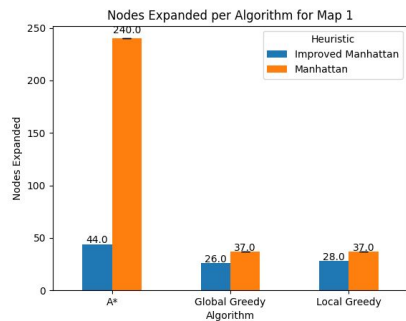 Nodes Expanded per Algorithm for Map 1
250
200
150
100
50
0
Nodes Expanded
Heuristic
Improved Manhattan
Manhattan
44.0
240.0
26.0
37.0
28.0
37.0
A*
Global Greedy
Local Greedy
Algorithm